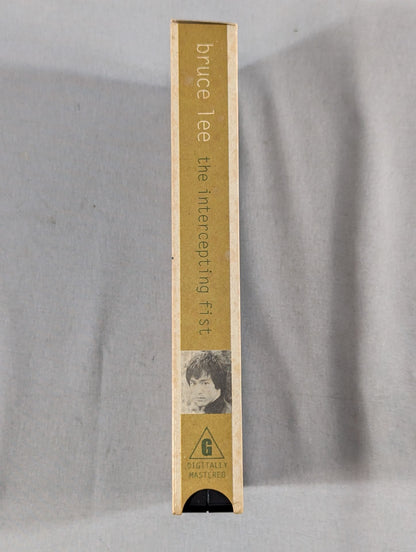 bruce lee the intercepting fist
G
DIGITALLY
MASTERED